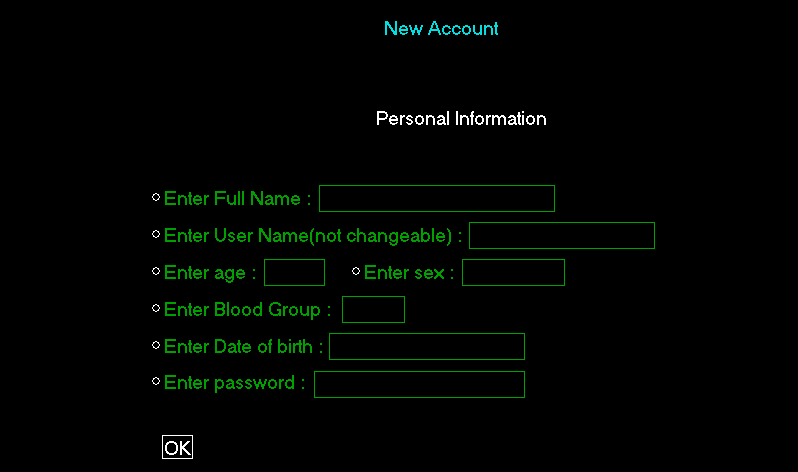 New Account
Personal Information
Enter Full Name :
Enter User Name(not changeable) :
Enter age : Enter sex :
Enter Blood Group :
Enter Date of birth :
Enter password :
OK